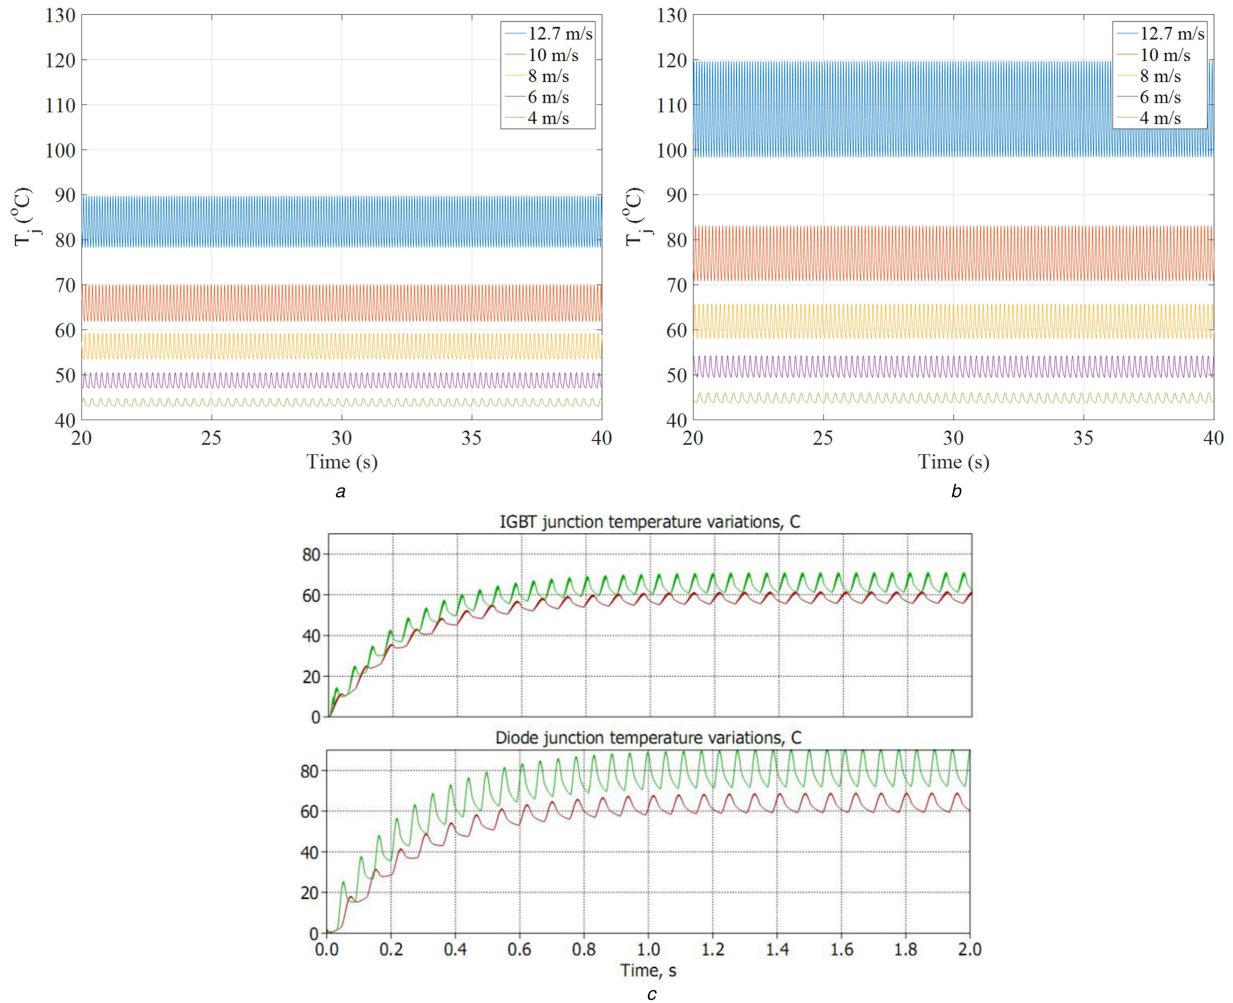 130
120
110
100
90
80
70
60
50
40
T_j (°C)
12.7 m/s
10 m/s
8 m/s
6 m/s
4 m/s
20 25 30 35 40
Time (s)
a
130
120
110
100
90
80
70
60
50
40
T_j (°C)
12.7 m/s
10 m/s
8 m/s
6 m/s
4 m/s
20 25 30 35 40
Time (s)
b
IGBT junction temperature variations, C
80
60
40
20
0
Diode junction temperature variations, C
80
60
40
20
0
0.0 0.2 0.4 0.6 0.8 1.0 1.2 1.4 1.6 1.8 2.0
Time, s
c